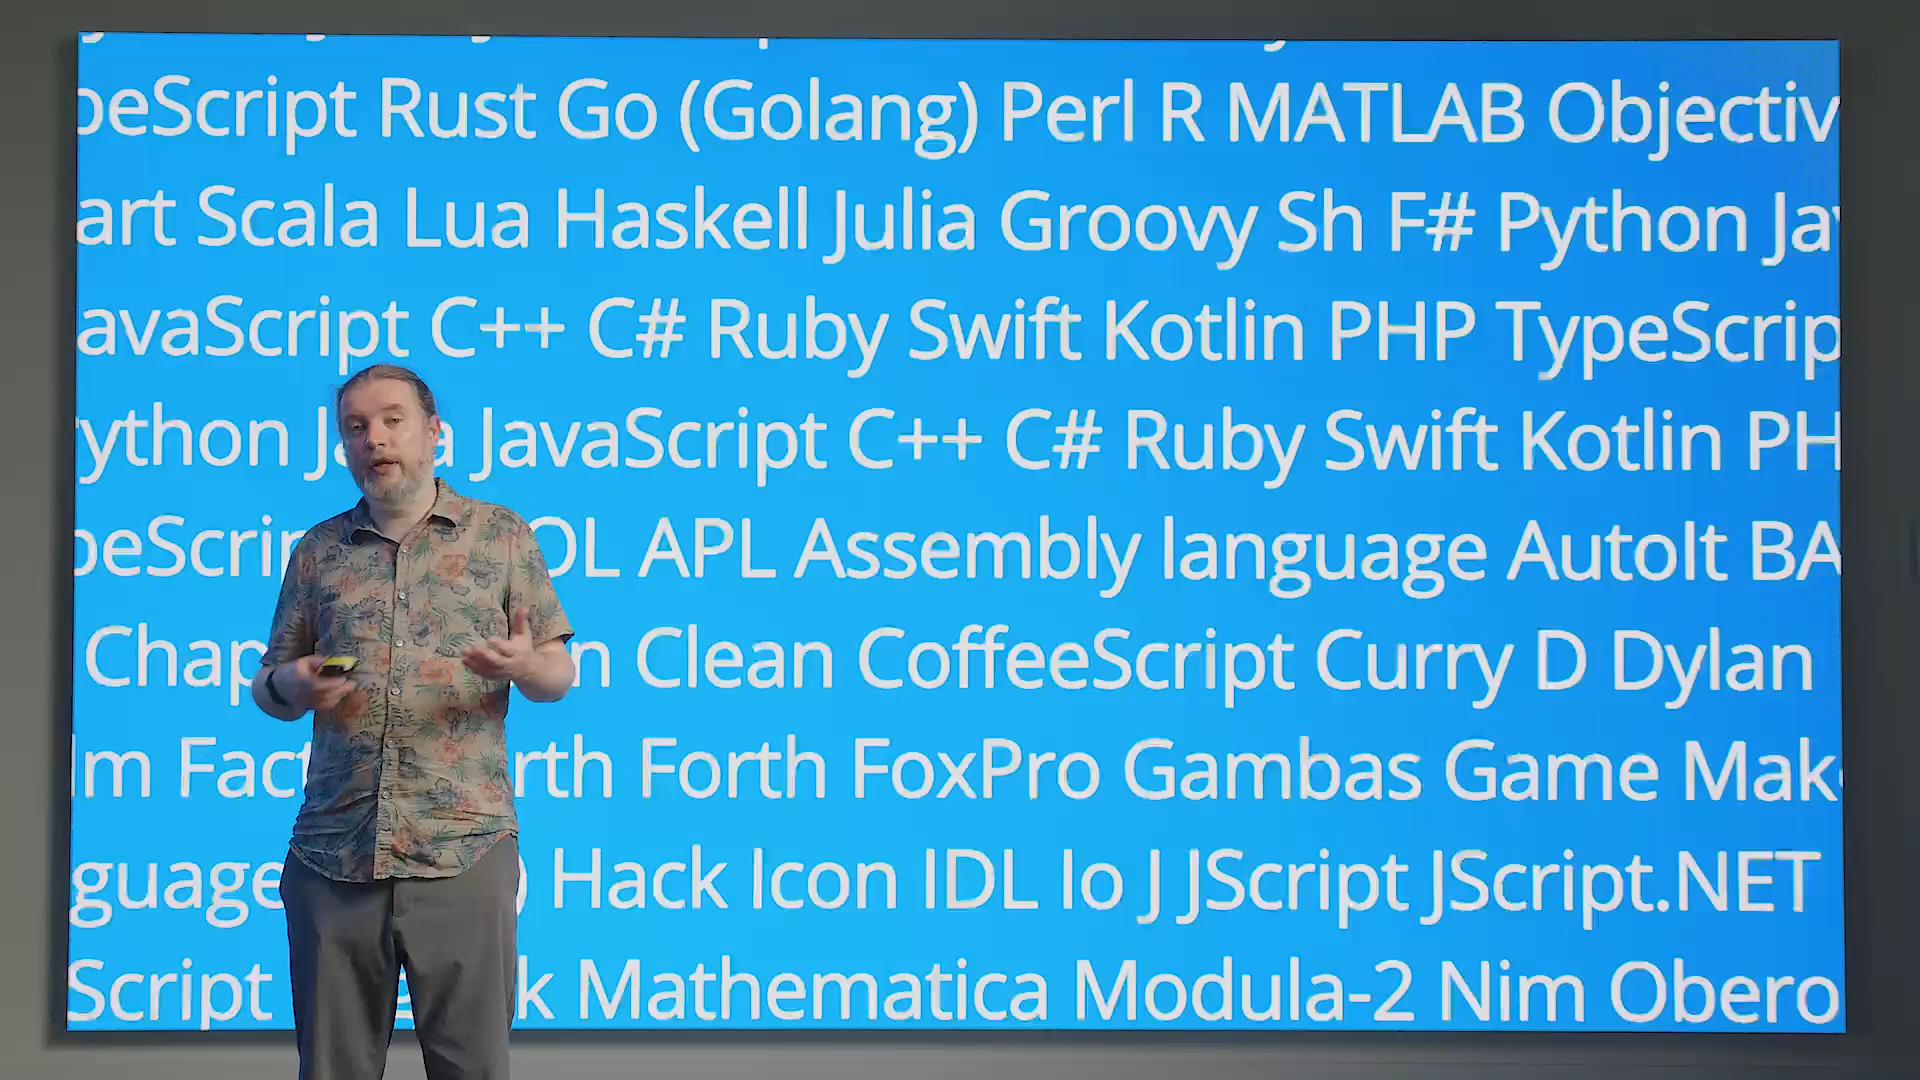 peScript Rust Go (Golang) Perl R MATLAB Objectiv
art Scala Lua Haskell Julia Groovy Sh F# Python Jav
avaScript C++ C# Ruby Swift Kotlin PHP TypeScrip
ython Ja a JavaScript C++ C# Ruby Swift Kotlin PH
peScrip OL APL Assembly language AutoIt BA
Chap n Clean CoffeeScript Curry D Dylan
lm Fact rth Forth FoxPro Gambas Game Mak
guage ) Hack Icon IDL Io J JScript JScript.NET
Script k Mathematica Modula-2 Nim Obero